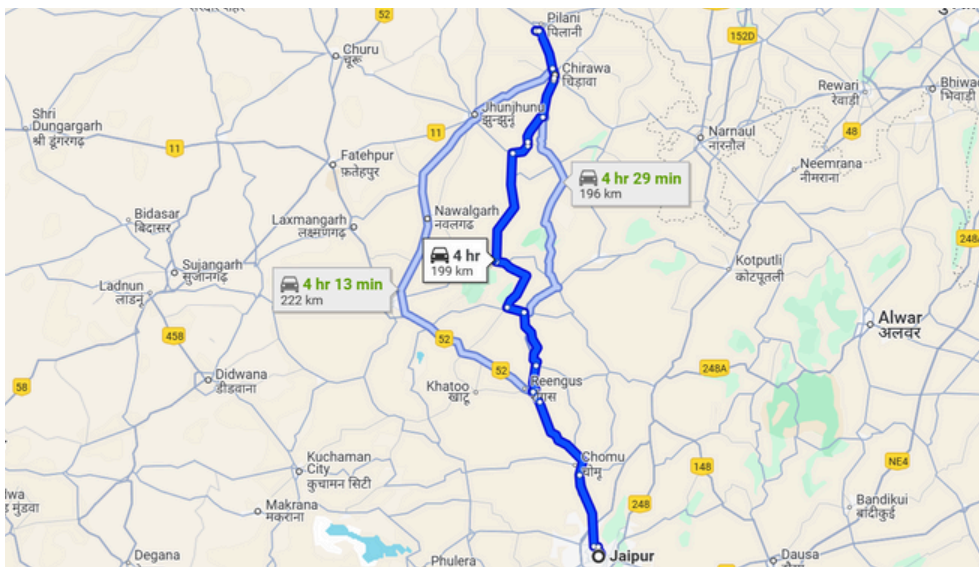 52
Pilani
पिलानी
152D
Churu
चूरू
Chirawa
चिड़ावा
Rewari
रेवाड़ी
Bhiwa
भिवाड़ी
Shri
Dungargarh
श्री डूंगरगढ़
Jhunjhunu
झुन्झुनूं
11
48
Narnaul
नारनौल
11
Fatehpur
फ़तेहपुर
Neemrana
नीमराना
4 hr 29 min
196 km
Bidasar
बिदासर
Laxmangarh
लक्ष्मणगढ़
Nawalgarh
नवलगढ
248A
4 hr
199 km
Sujangarh
सुजानगढ़
Kotputli
कोटपूतली
Ladnun
लाडनू
4 hr 13 min
222 km
Alwar
अलवर
458
52
52
248A
58
Didwana
डीडवाना
Khatoo
खाटू
Reengus
Kuchaman
City
कुचामन सिटी
Chomu
चोमू
148
NE4
Makrana
मकराना
248
Bandikui
बांदीकुई
Degana
Phulera
Jaipur
Dausa